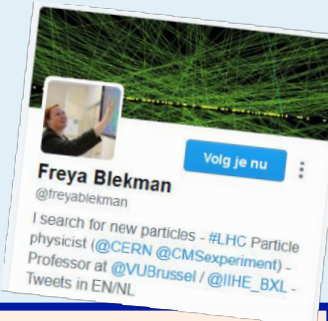 Volg je nu
Freya Blekman
@freyablekman
I search for new particles - #LHC Particle
physicist (@CERN @CMSexperiment) -
Professor at @VUBrussel / @IIHE_BXL -
Tweets in EN/NL